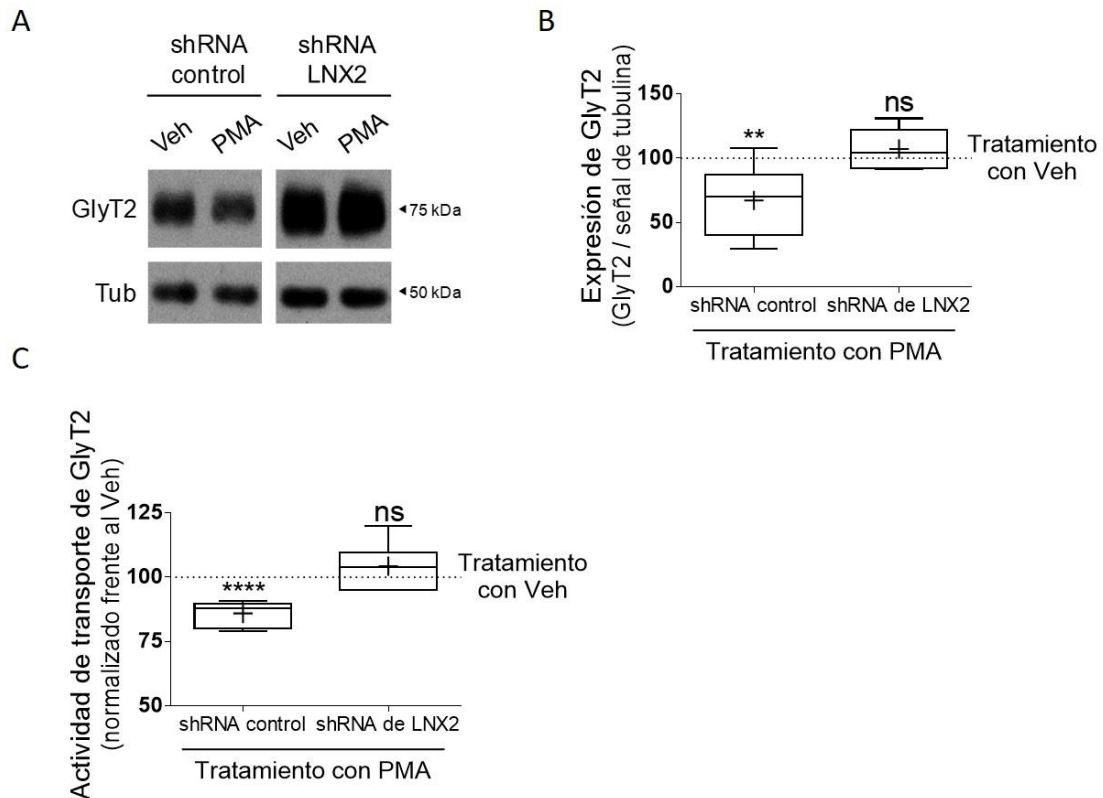 A
shRNA control
shRNA LNX2
Veh PMA Veh PMA
GlyT2
◄75 kDa
Tub
◄50 kDa
B
Expresión de GlyT2
(GlyT2 / señal de tubulina)
150
100
50
0
**
ns
Tratamiento
con Veh
shRNA control shRNA de LNX2
Tratamiento con PMA
C
Actividad de transporte de GlyT2
(normalizado frente al Veh)
125
100
75
50
****
ns
Tratamiento
con Veh
shRNA control shRNA de LNX2
Tratamiento con PMA